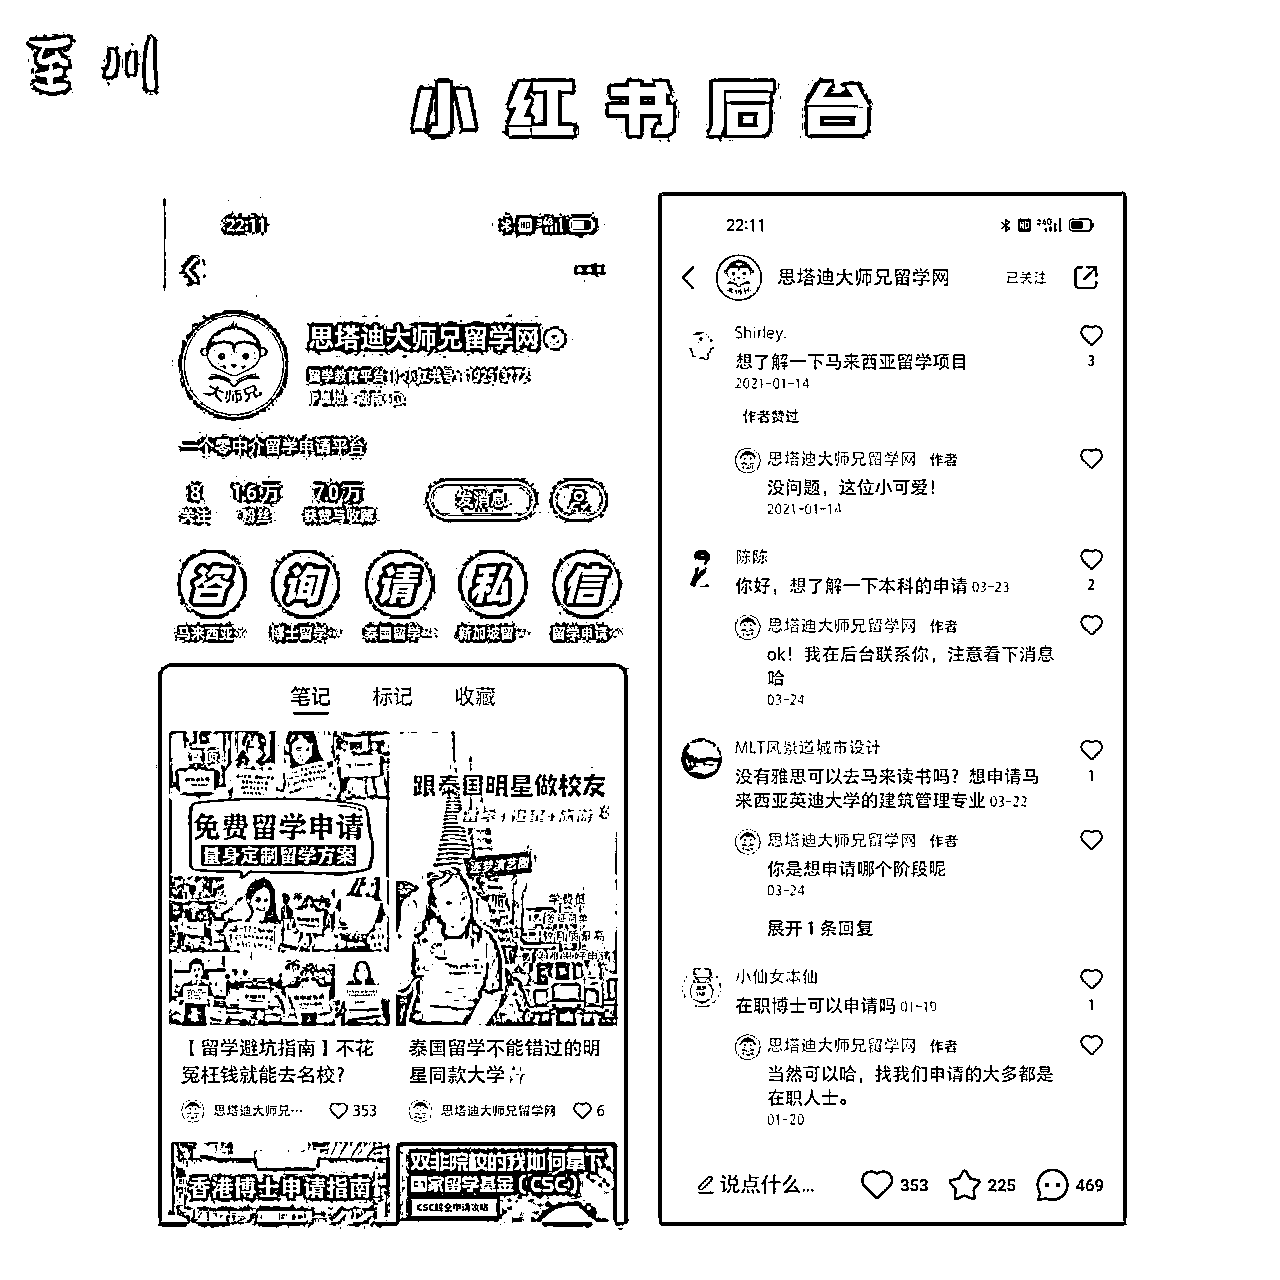 至川
小红书后台
22:11
思塔迪大师兄留学网
大师兄
一个零中介留学申请平台
8
关注
1.6万
粉丝
7.0万
获赞与收藏
发消息
咨 询 请 私 信
马来西亚
博士留学
泰国留学
新加坡留
留学申请
笔记 标记 收藏
免费留学申请
量身定制留学方案
跟泰国明星做校友
留学+追星+旅游
【留学避坑指南】不花
冤枉钱就能去名校?
思塔迪大师兄… 353
泰国留学不能错过的明
星同款大学
思塔迪大师兄留学网 6
香港博士申请指南
双非院校的我如何拿下
国家留学基金(CSC)
22:11
思塔迪大师兄留学网 已关注
Shirley.
想了解一下马来西亚留学项目
3
2021-01-14
作者赞过
思塔迪大师兄留学网 作者
没问题，这位小可爱!
2021-01-14
陈陈
你好，想了解一下本科的申请 03-23
2
思塔迪大师兄留学网 作者
ok! 我在后台联系你，注意看下消息
哈
03-24
MLT风景道城市设计
没有雅思可以去马来读书吗? 想申请马
来西亚英迪大学的建筑管理专业 03-22
1
思塔迪大师兄留学网 作者
你是想申请哪个阶段呢
03-24
展开 1 条回复
小仙女本仙
在职博士可以申请吗 01-19
1
思塔迪大师兄留学网 作者
当然可以哈，找我们申请的大多都是
在职人士。
01-20
说点什么... 353 225 469